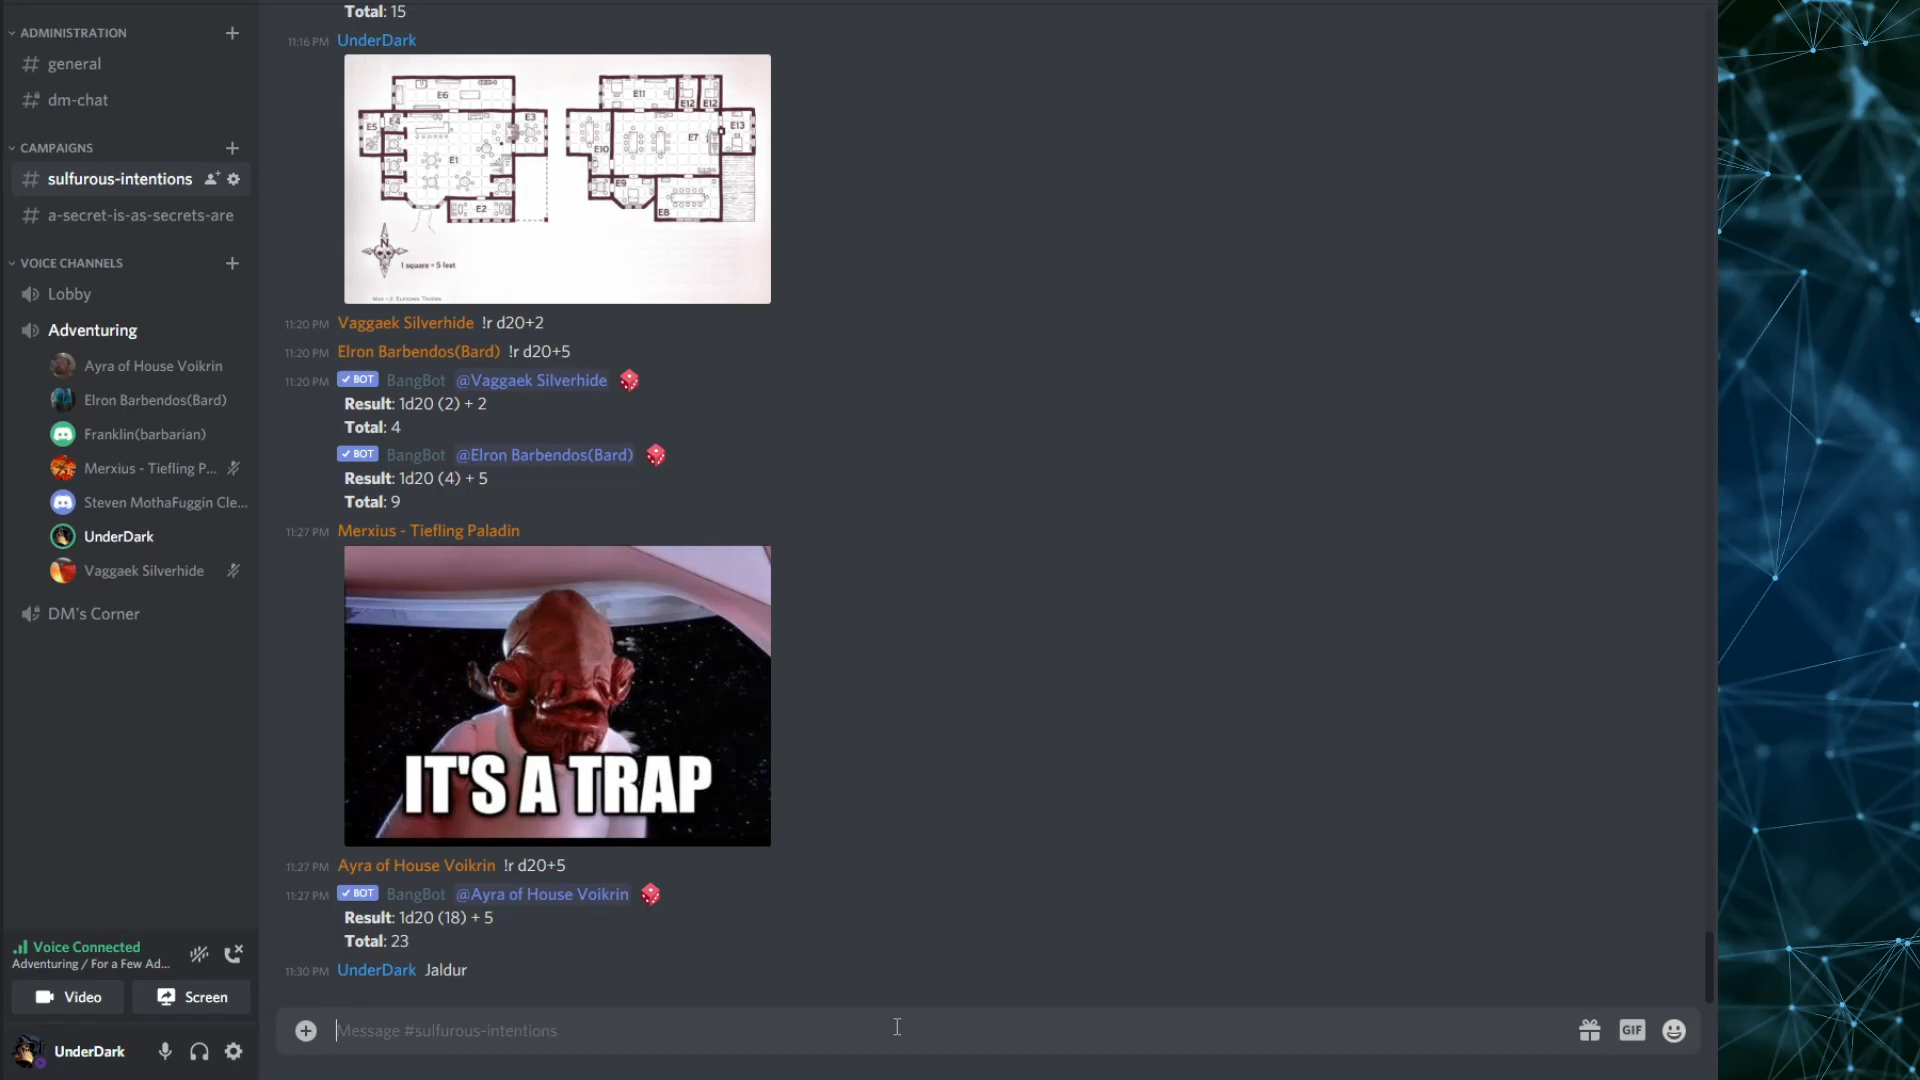 ADMINISTRATION
general
dm-chat
CAMPAIGNS
sulfurous-intentions
a-secret-is-as-secrets-are
VOICE CHANNELS
Lobby
Adventuring
Ayra of House Voikrin
Elron Barbendos(Bard)
Franklin(barbarian)
Merxius - Tiefling P...
Steven MothaFuggin Cle...
UnderDark
Vaggaek Silverhide
DM's Corner
Voice Connected
Adventuring / For a Few Ad...
Video
Screen
UnderDark
Total: 15
11:16 PM UnderDark
E6
E5
E4
E3
E1
E2
E11
E12
E12
E13
E7
E10
E9
E8
N
1 square = 5 feet
11:20 PM Vaggaek Silverhide !r d20+2
11:20 PM Elron Barbendos(Bard) !r d20+5
11:20 PM BOT BangBot @Vaggaek Silverhide
Result: 1d20 (2) + 2
Total: 4
BOT BangBot @Elron Barbendos(Bard)
Result: 1d20 (4) + 5
Total: 9
11:27 PM Merxius - Tiefling Paladin
IT'S A TRAP
11:27 PM Ayra of House Voikrin !r d20+5
11:27 PM BOT BangBot @Ayra of House Voikrin
Result: 1d20 (18) + 5
Total: 23
11:30 PM UnderDark Jaldur
Message #sulfurous-intentions
GIF